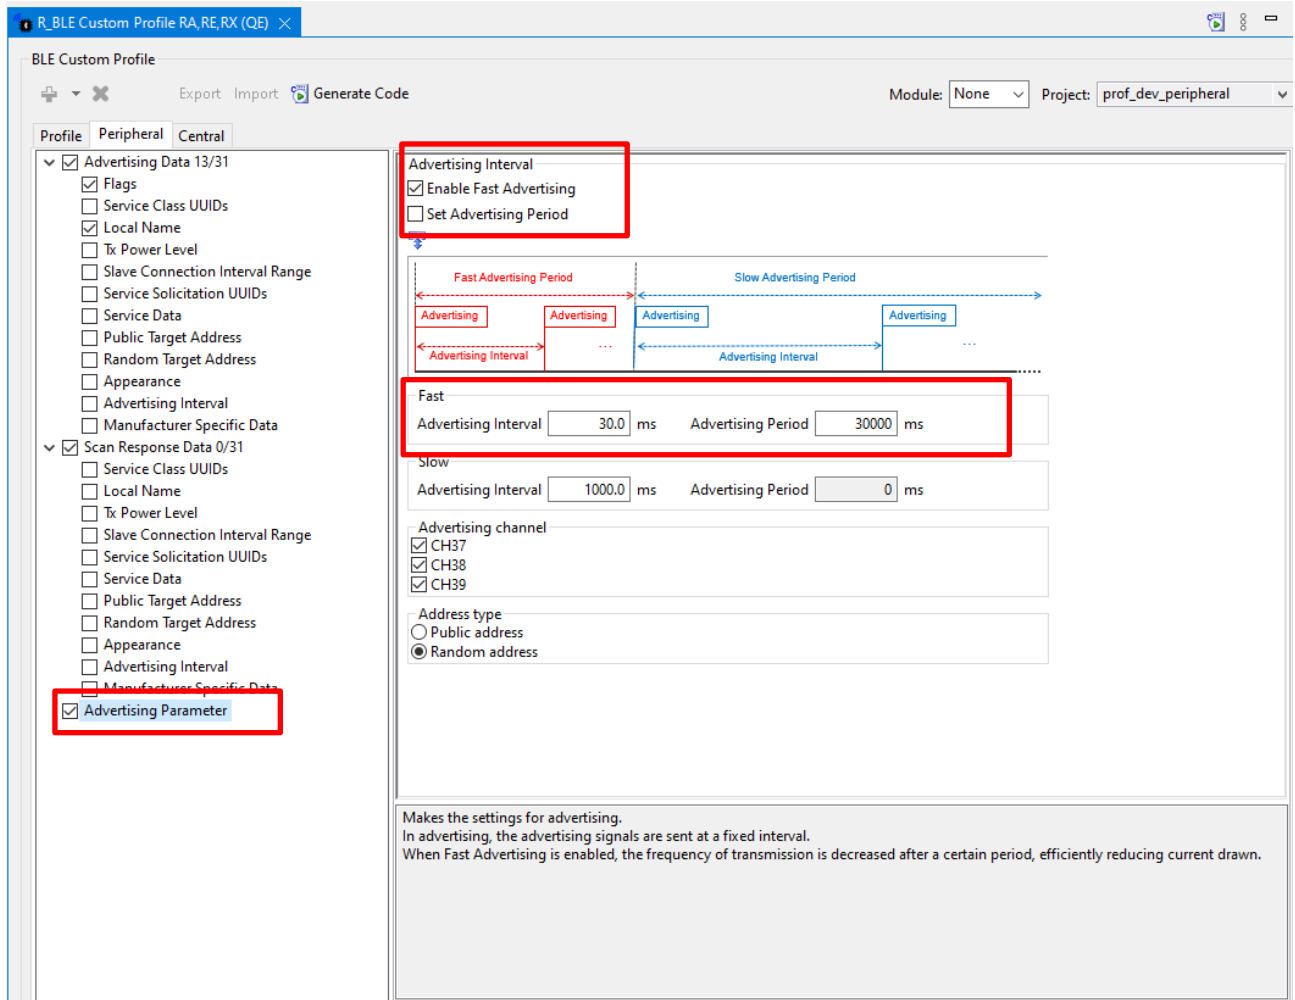 R_BLE Custom Profile RA,RE,RX (QE)
BLE Custom Profile
Export Import Generate Code Module: None Project: prof_dev_peripheral
Profile Peripheral Central
Advertising Data 13/31
Flags
Service Class UUIDs
Local Name
Tx Power Level
Slave Connection Interval Range
Service Solicitation UUIDs
Service Data
Public Target Address
Random Target Address
Appearance
Advertising Interval
Manufacturer Specific Data
Scan Response Data 0/31
Service Class UUIDs
Local Name
Tx Power Level
Slave Connection Interval Range
Service Solicitation UUIDs
Service Data
Public Target Address
Random Target Address
Appearance
Advertising Interval
Manufacturer Specific Data
Advertising Parameter
Advertising Interval
Enable Fast Advertising
Set Advertising Period
Fast Advertising Period Slow Advertising Period
Advertising Advertising Advertising Advertising
... ...
Advertising Interval Advertising Interval
Fast
Advertising Interval 30.0 ms Advertising Period 30000 ms
Slow
Advertising Interval 1000.0 ms Advertising Period 0 ms
Advertising channel
CH37
CH38
CH39
Address type
Public address
Random address
Makes the settings for advertising.
In advertising, the advertising signals are sent at a fixed interval.
When Fast Advertising is enabled, the frequency of transmission is decreased after a certain period, efficiently reducing current drawn.